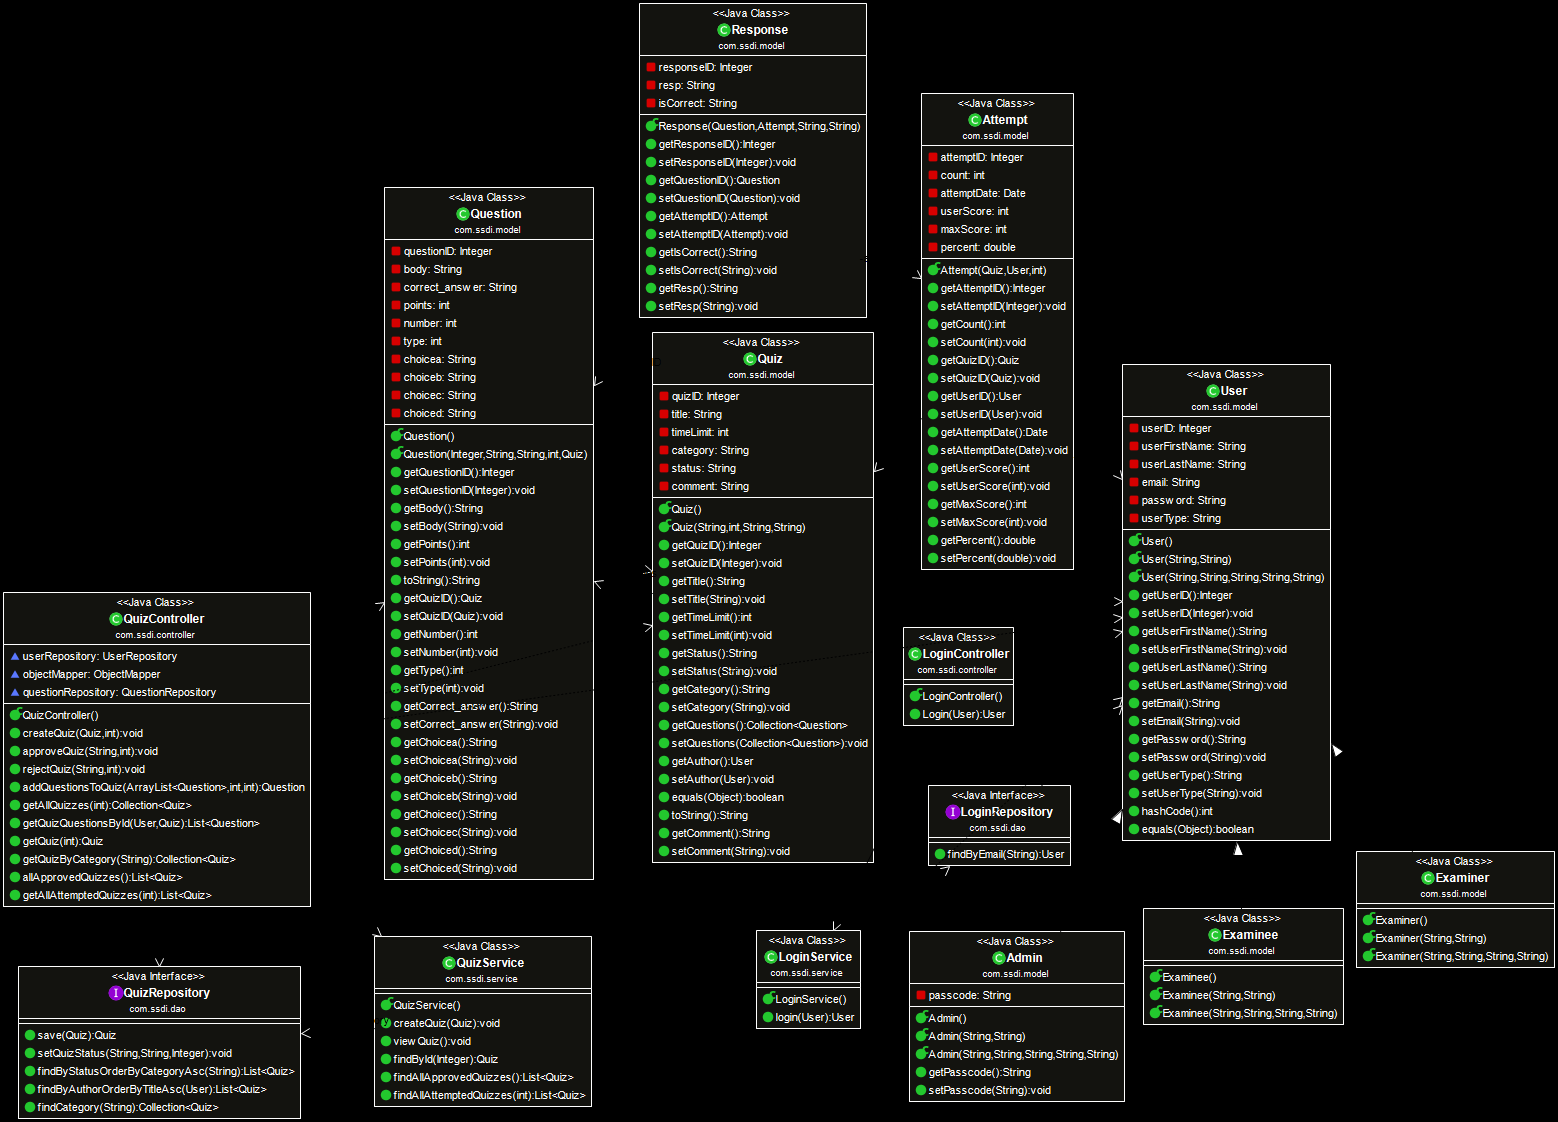 <<Java Class>>
Response
com.ssdi.model
responseID: Integer
resp: String
isCorrect: String
Response(Question,Attempt,String,String)
getResponseID():Integer
setResponseID(Integer):void
getQuestionID():Question
setQuestionID(Question):void
getAttemptID():Attempt
setAttemptID(Attempt):void
getIsCorrect():String
setIsCorrect(String):void
getResp():String
setResp(String):void
<<Java Class>>
Attempt
com.ssdi.model
attemptID: Integer
count: int
attemptDate: Date
userScore: int
maxScore: int
percent: double
Attempt(Quiz,User,int)
getAttemptID():Integer
setAttemptID(Integer):void
getCount():int
setCount(int):void
getQuizID():Quiz
setQuizID(Quiz):void
getUserID():User
setUserID(User):void
getAttemptDate():Date
setAttemptDate(Date):void
getUserScore():int
setUserScore(int):void
getMaxScore():int
setMaxScore(int):void
getPercent():double
setPercent(double):void
<<Java Class>>
Question
com.ssdi.model
questionID: Integer
body: String
correct_answer: String
points: int
number: int
type: int
choicea: String
choiceb: String
choicec: String
choiced: String
Question()
Question(Integer,String,String,int,Quiz)
getQuestionID():Integer
setQuestionID(Integer):void
getBody():String
setBody(String):void
getPoints():int
setPoints(int):void
toString():String
getQuizID():Quiz
setQuizID(Quiz):void
getNumber():int
setNumber(int):void
getType():int
setType(int):void
getCorrect_answer():String
setCorrect_answer(String):void
getChoicea():String
setChoicea(String):void
getChoiceb():String
setChoiceb(String):void
getChoicec():String
setChoicec(String):void
getChoiced():String
setChoiced(String):void
<<Java Class>>
Quiz
com.ssdi.model
quizID: Integer
title: String
timeLimit: int
category: String
status: String
comment: String
Quiz()
Quiz(String,int,String,String)
getQuizID():Integer
setQuizID(Integer):void
getTitle():String
setTitle(String):void
getTimeLimit():int
setTimeLimit(int):void
getStatus():String
setStatus(String):void
getCategory():String
setCategory(String):void
getQuestions():Collection<Question>
setQuestions(Collection<Question>):void
getAuthor():User
setAuthor(User):void
equals(Object):boolean
toString():String
getComment():String
setComment(String):void
<<Java Class>>
User
com.ssdi.model
userID: Integer
userFirstName: String
userLastName: String
email: String
password: String
userType: String
User()
User(String,String)
User(String,String,String,String,String)
getUserID():Integer
setUserID(Integer):void
getUserFirstName():String
setUserFirstName(String):void
getUserLastName():String
setUserLastName(String):void
getEmail():String
setEmail(String):void
getPassword():String
setPassword(String):void
getUserType():String
setUserType(String):void
hashCode():int
equals(Object):boolean
<<Java Class>>
QuizController
com.ssdi.controller
userRepository: UserRepository
objectMapper: ObjectMapper
questionRepository: QuestionRepository
QuizController()
createQuiz(Quiz,int):void
approveQuiz(String,int):void
rejectQuiz(String,int):void
addQuestionsToQuiz(ArrayList<Question>,int,int):Question
getAllQuizzes(int):Collection<Quiz>
getQuizQuestionsById(User,Quiz):List<Question>
getQuiz(int):Quiz
getQuizByCategory(String):Collection<Quiz>
allApprovedQuizzes():List<Quiz>
getAllAttemptedQuizzes(int):List<Quiz>
<<Java Class>>
LoginController
com.ssdi.controller
LoginController()
Login(User):User
<<Java Interface>>
LoginRepository
com.ssdi.dao
findByEmail(String):User
<<Java Class>>
Examiner
com.ssdi.model
Examiner()
Examiner(String,String)
Examiner(String,String,String,String)
<<Java Class>>
Examinee
com.ssdi.model
Examinee()
Examinee(String,String)
Examinee(String,String,String,String)
<<Java Class>>
Admin
com.ssdi.model
passcode: String
Admin()
Admin(String,String)
Admin(String,String,String,String,String)
getPasscode():String
setPasscode(String):void
<<Java Class>>
LoginService
com.ssdi.service
LoginService()
login(User):User
<<Java Class>>
QuizService
com.ssdi.service
QuizService()
createQuiz(Quiz):void
viewQuiz():void
findById(Integer):Quiz
findAllApprovedQuizzes():List<Quiz>
findAllAttemptedQuizzes(int):List<Quiz>
<<Java Interface>>
QuizRepository
com.ssdi.dao
save(Quiz):Quiz
setQuizStatus(String,String,Integer):void
findByStatusOrderByCategoryAsc(String):List<Quiz>
findByAuthorOrderByTitleAsc(User):List<Quiz>
findCategory(String):Collection<Quiz>